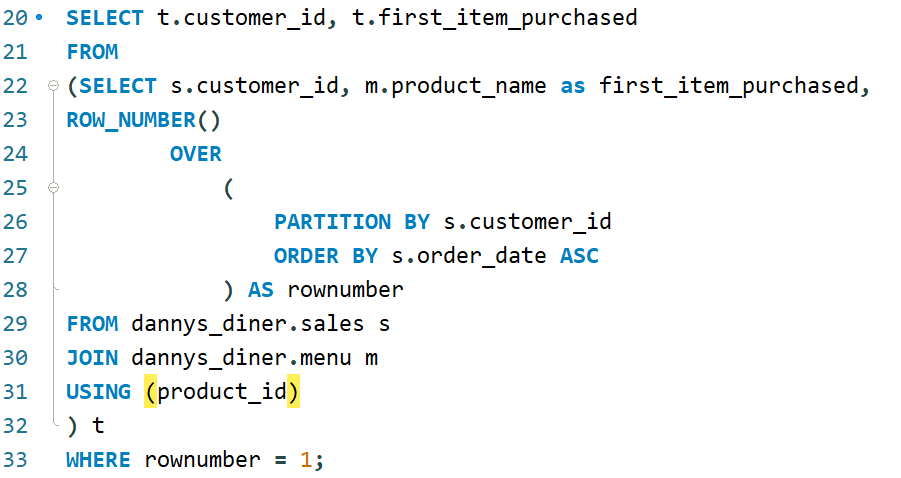 20 SELECT t.customer_id, t.first_item_purchased
21 FROM
22 (SELECT s.customer_id, m.product_name as first_item_purchased,
23 ROW_NUMBER()
24 OVER
25 (
26 PARTITION BY s.customer_id
27 ORDER BY s.order_date ASC
28 ) AS rownumber
29 FROM dannys_diner.sales s
30 JOIN dannys_diner.menu m
31 USING (product_id)
32 ) t
33 WHERE rownumber = 1;